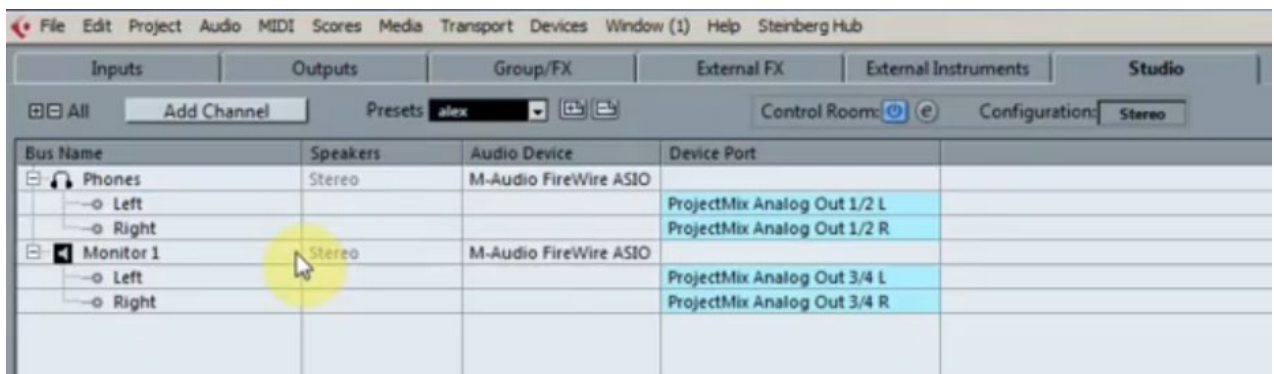 File Edit Project Audio MIDI Scores Media Transport Devices Window (1) Help Steinberg Hub
Inputs Outputs Group/FX External FX External Instruments Studio
All Add Channel Presets alex Control Room: e Configuration: Stereo
Bus Name Speakers Audio Device Device Port
Phones Stereo M-Audio FireWire ASIO
Left ProjectMix Analog Out 1/2 L
Right ProjectMix Analog Out 1/2 R
Monitor 1 Stereo M-Audio FireWire ASIO
Left ProjectMix Analog Out 3/4 L
Right ProjectMix Analog Out 3/4 R